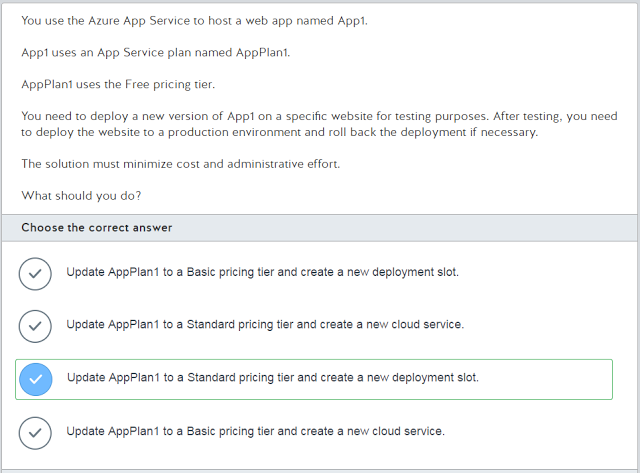 You use the Azure App Service to host a web app named App1.
App1 uses an App Service plan named AppPlan1.
AppPlan1 uses the Free pricing tier.
You need to deploy a new version of App1 on a specific website for testing purposes. After testing, you need
to deploy the website to a production environment and roll back the deployment if necessary.
The solution must minimize cost and administrative effort.
What should you do?
Choose the correct answer
Update AppPlan1 to a Basic pricing tier and create a new deployment slot.
Update AppPlan1 to a Standard pricing tier and create a new cloud service.
Update AppPlan1 to a Standard pricing tier and create a new deployment slot.
Update AppPlan1 to a Basic pricing tier and create a new cloud service.